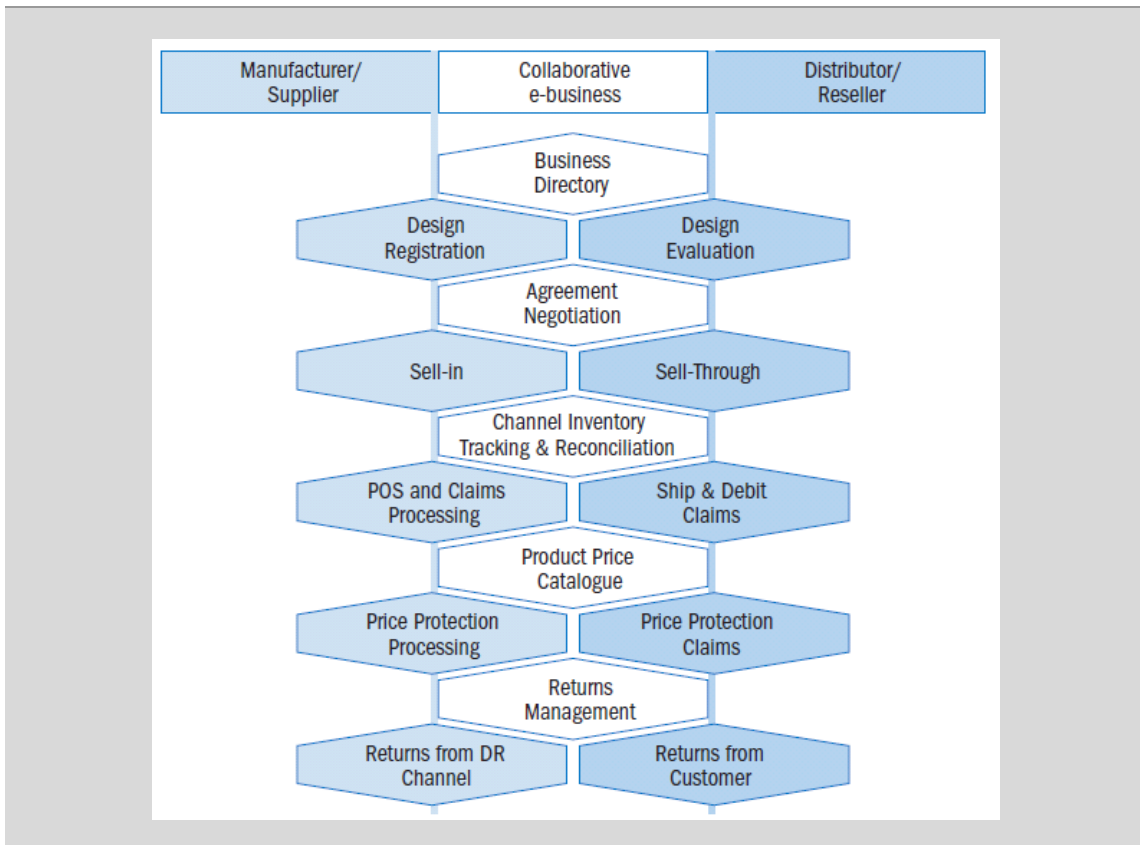 Manufacturer/
Supplier
Collaborative
e-business
Distributor/
Reseller
Business
Directory
Design
Registration
Design
Evaluation
Agreement
Negotiation
Sell-in
Sell-Through
Channel Inventory
Tracking & Reconciliation
POS and Claims
Processing
Ship & Debit
Claims
Product Price
Catalogue
Price Protection
Processing
Price Protection
Claims
Returns
Management
Returns from DR
Channel
Returns from
Customer